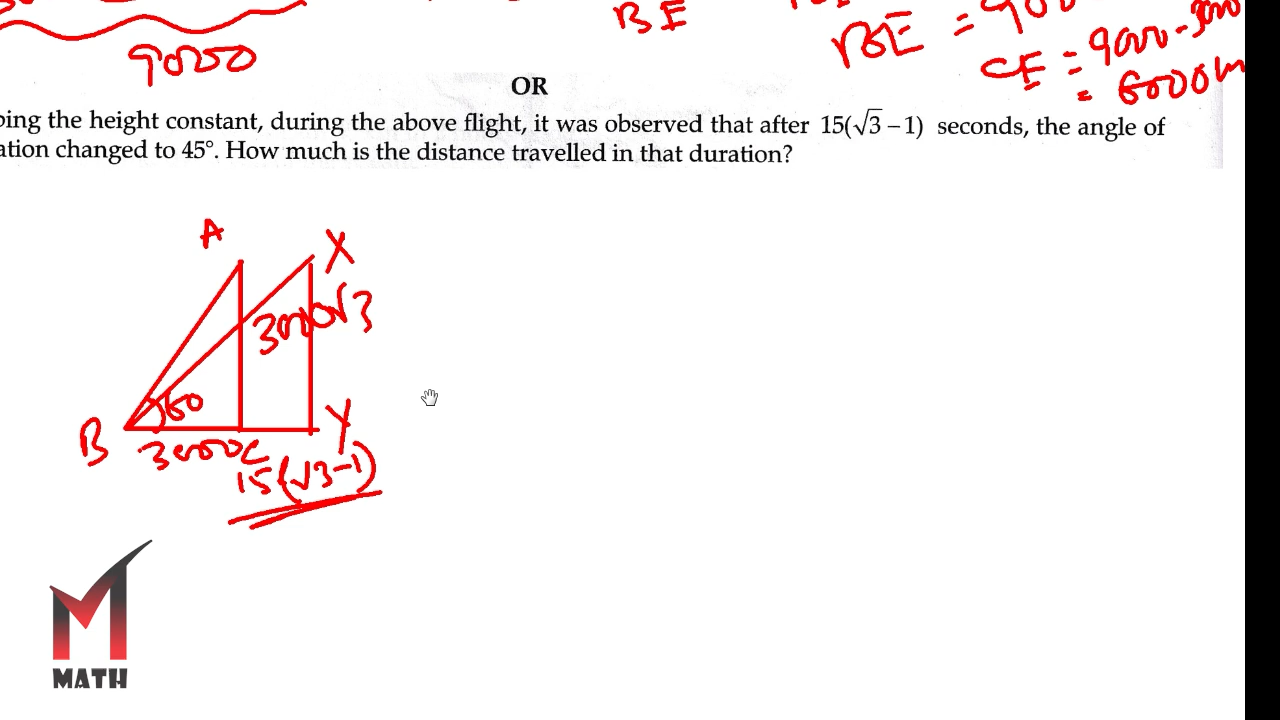 BE
BE = 900
9000
CE = 9000-3000
= 6000m
OR
ping the height constant, during the above flight, it was observed that after 15(√3 – 1) seconds, the angle of
ation changed to 45°. How much is the distance travelled in that duration?
A
X
3000√3
60
Y
B
3000 C
15(√3-1)
MATH